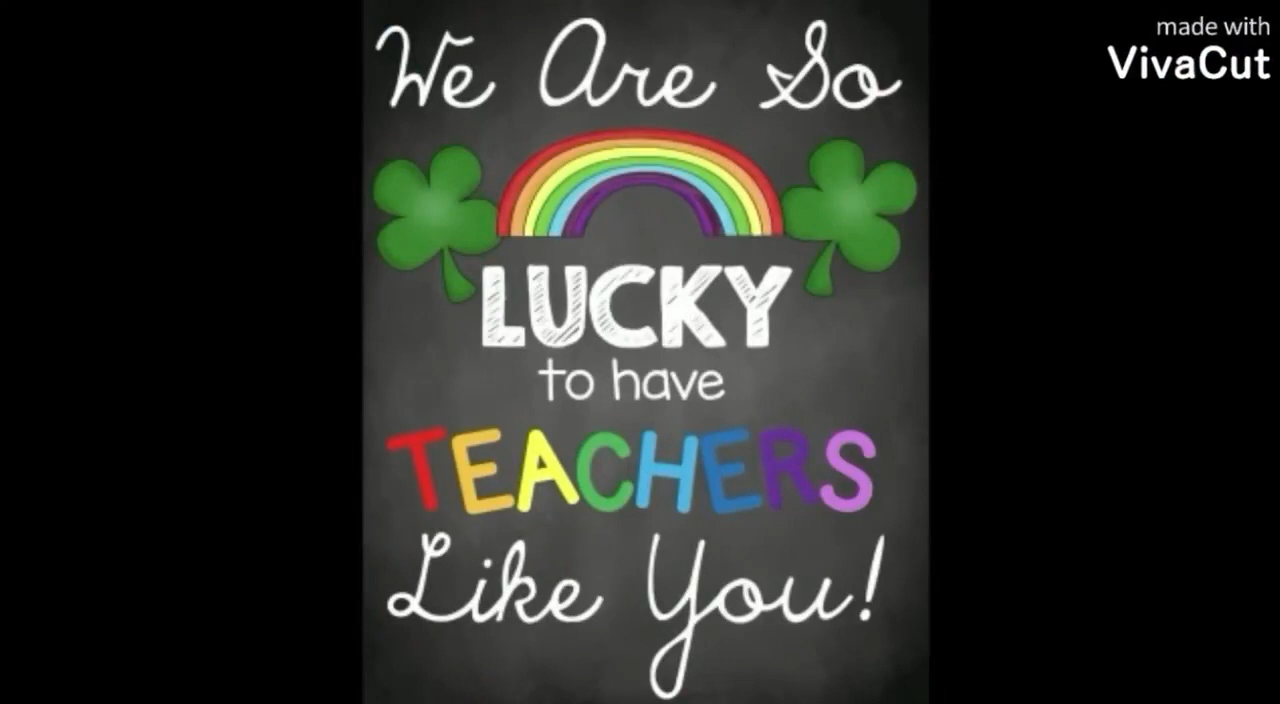 made with
VivaCut
We Are So
LUCKY
to have
TEACHERS
Like You!